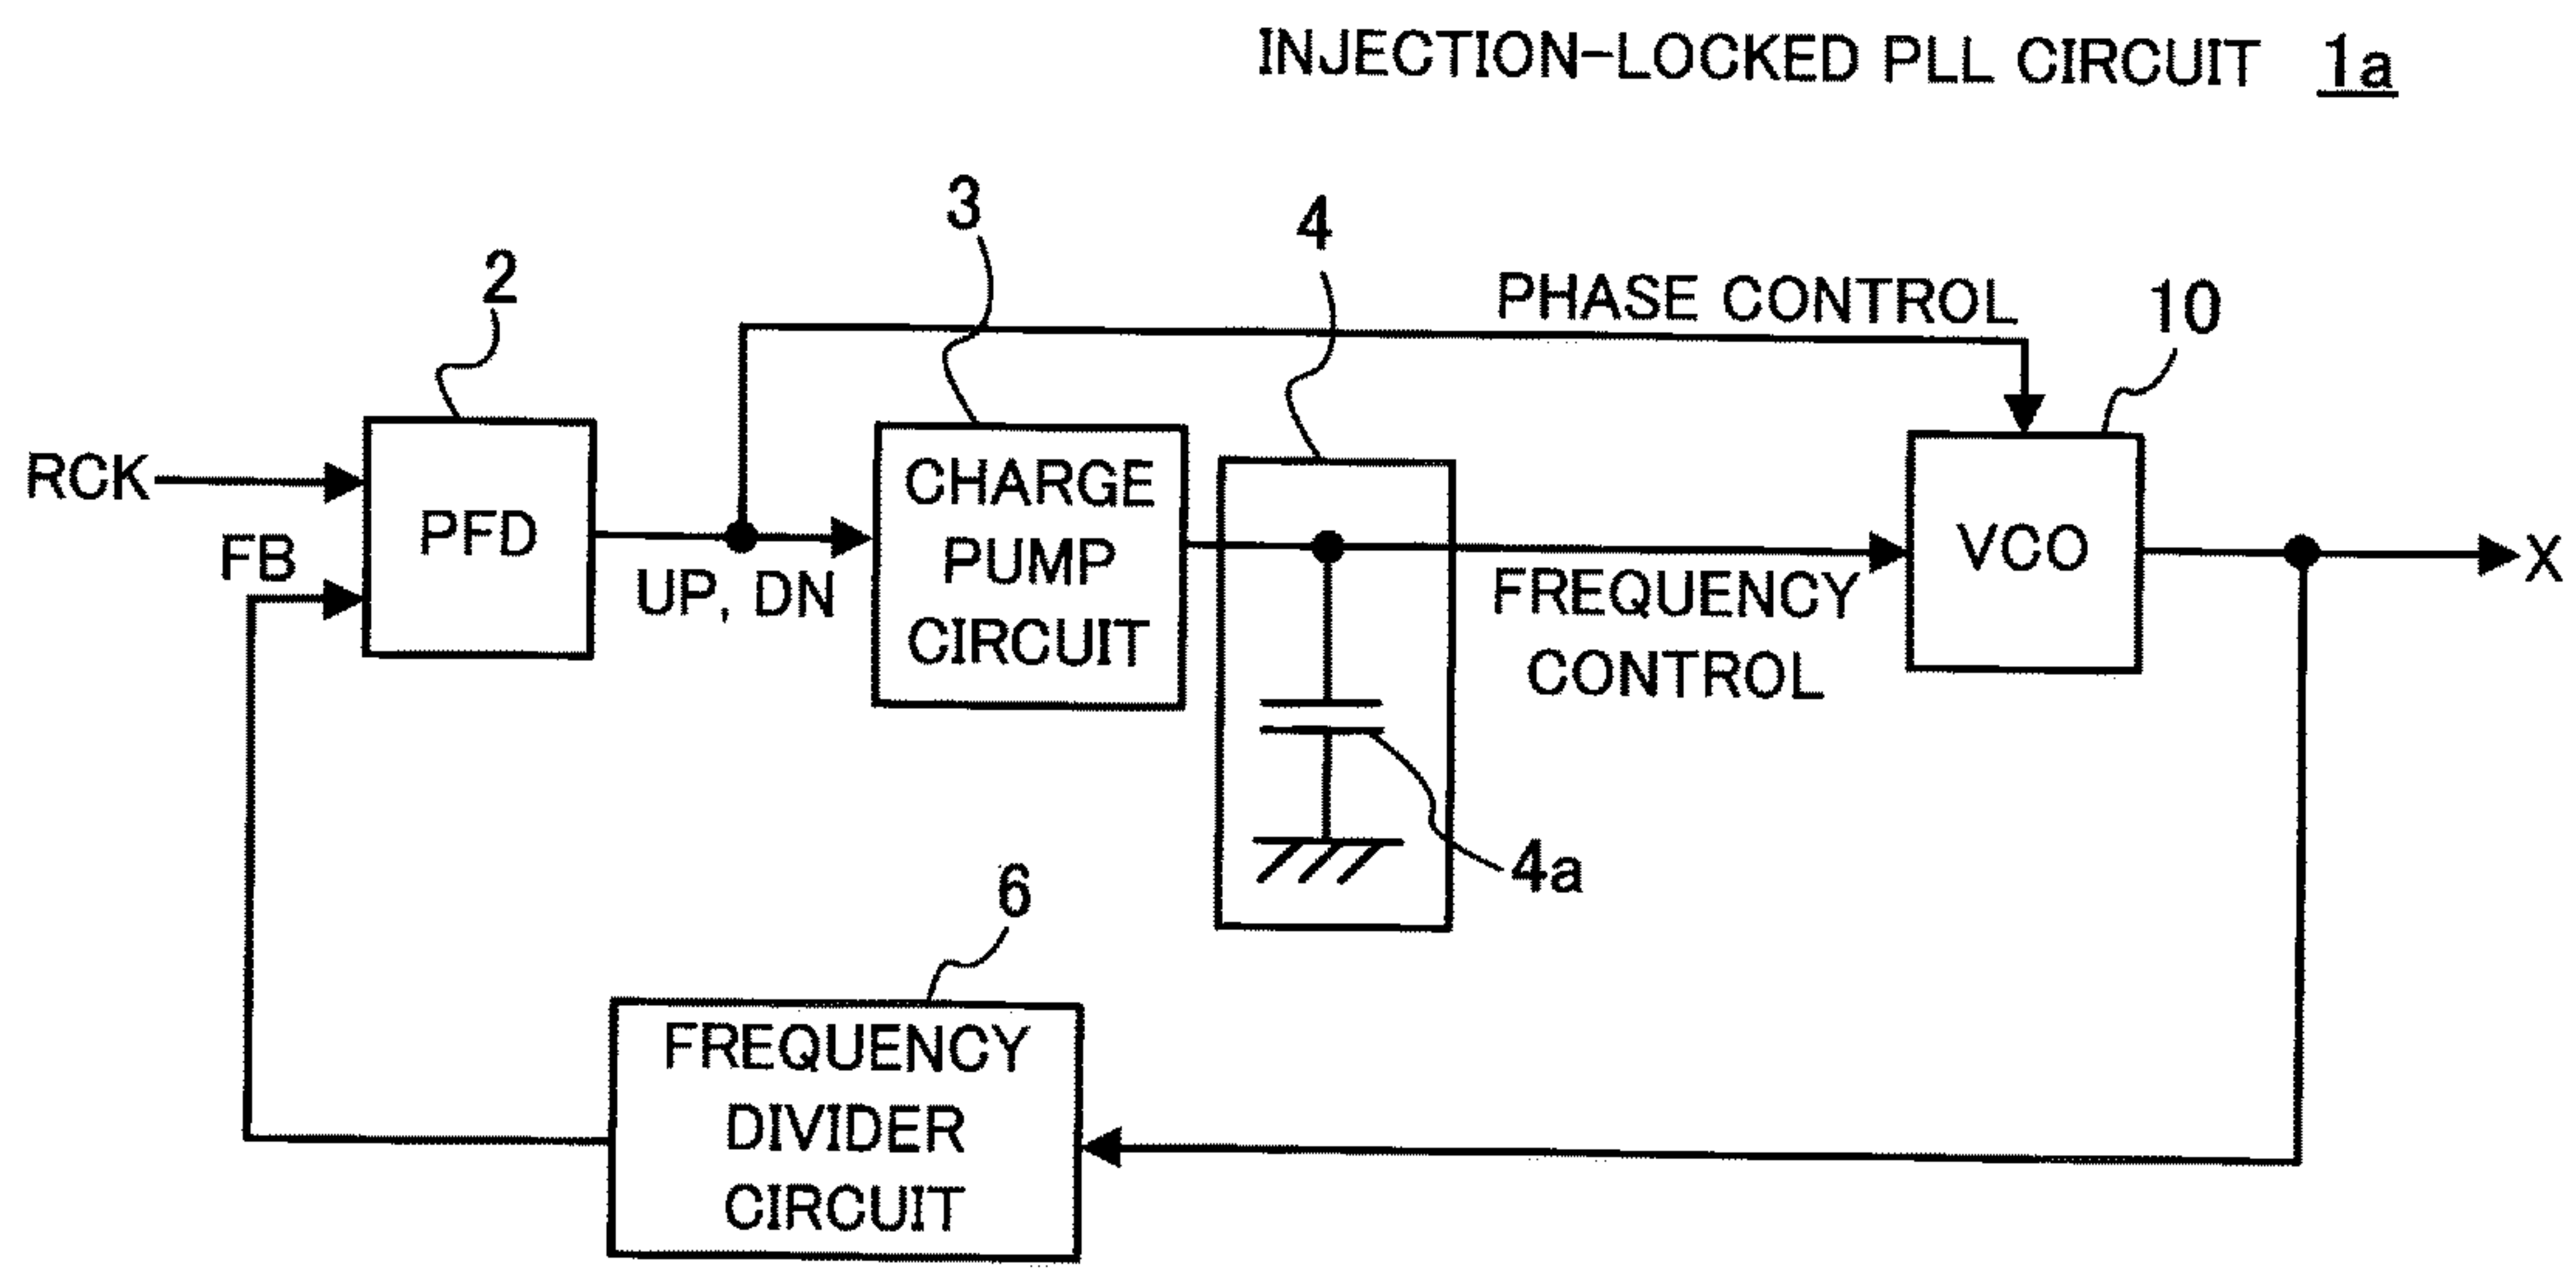 INJECTION-LOCKED PLL CIRCUIT 1a
3
4
2
PHASE CONTROL
10
RCK
PFD
FB
UP, DN
CHARGE
PUMP
CIRCUIT
FREQUENCY
CONTROL
VCO
X
4a
6
FREQUENCY
DIVIDER
CIRCUIT